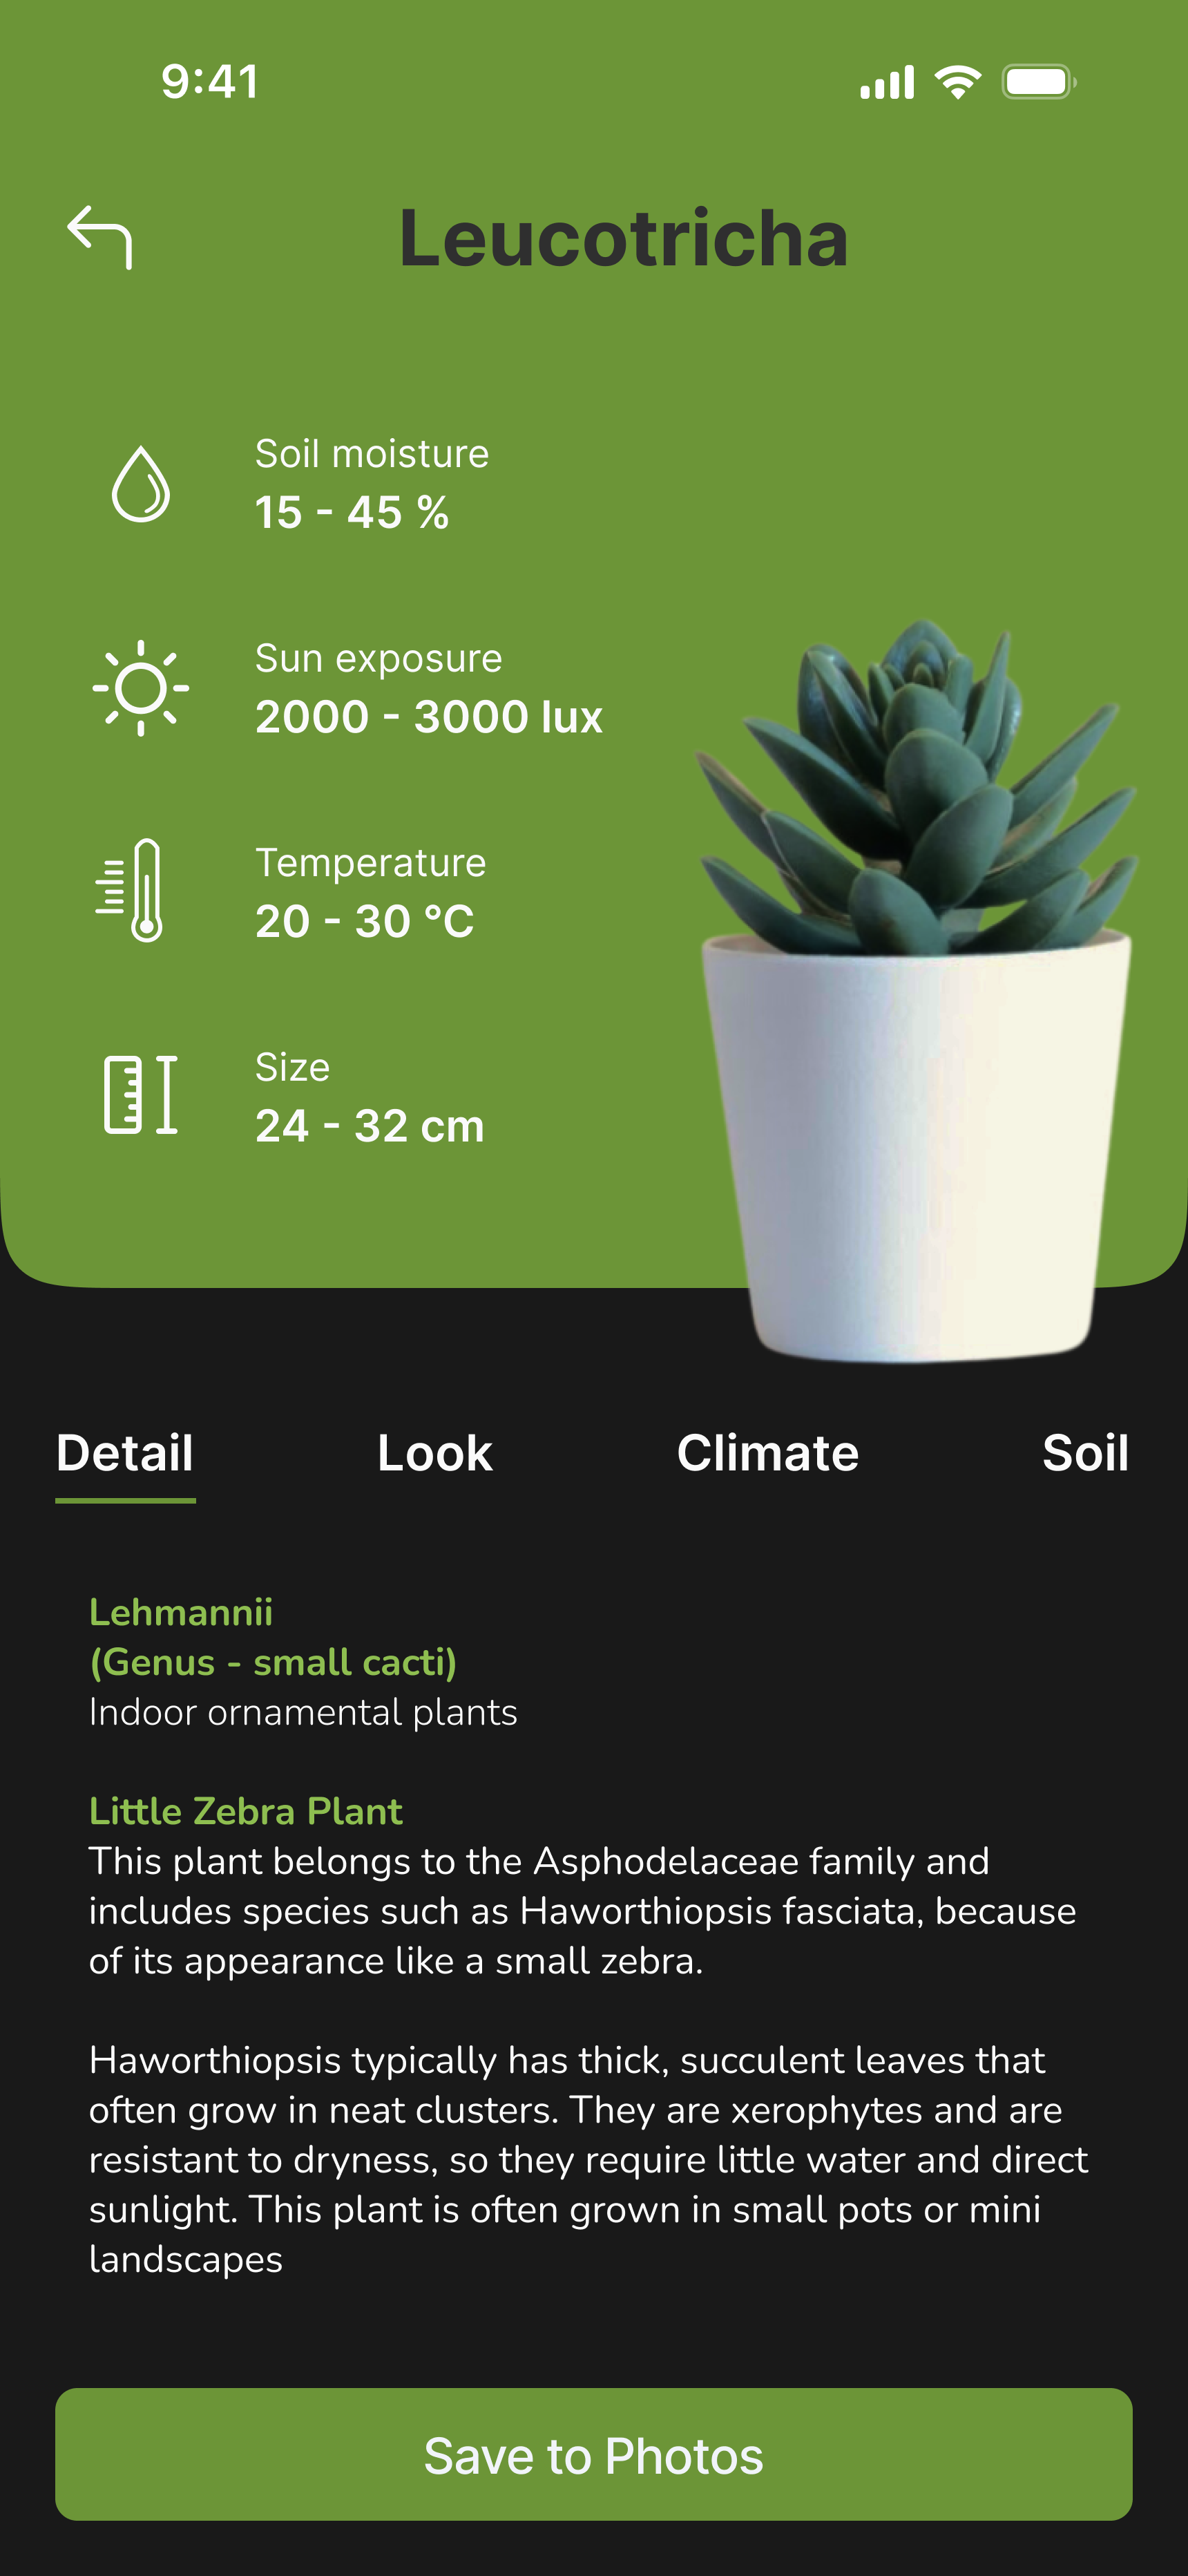 9:41
Leucotricha
Soil moisture
15 - 45 %
Sun exposure
2000 - 3000 lux
Temperature
20 - 30 °C
Size
24 - 32 cm
Detail Look Climate Soil
Lehmannii
(Genus - small cacti)
Indoor ornamental plants
Little Zebra Plant
This plant belongs to the Asphodelaceae family and
includes species such as Haworthiopsis fasciata, because
of its appearance like a small zebra.
Haworthiopsis typically has thick, succulent leaves that
often grow in neat clusters. They are xerophytes and are
resistant to dryness, so they require little water and direct
sunlight. This plant is often grown in small pots or mini
landscapes
Save to Photos